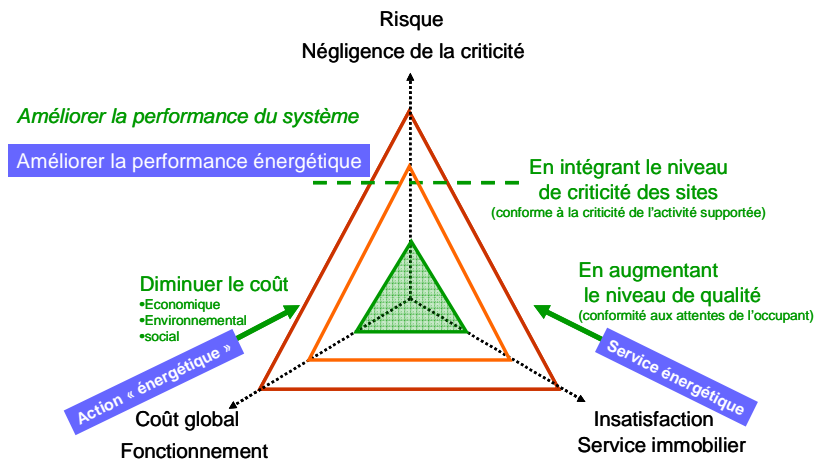 Risque
Négligence de la criticité
Améliorer la performance du système
Améliorer la performance énergétique
En intégrant le niveau
de criticité des sites
(conforme à la criticité de l'activité supportée)
Diminuer le coût
•Economique
•Environnemental
•social
En augmentant
le niveau de qualité
(conformité aux attentes de l'occupant)
Action « énergétique »
Service énergétique
Coût global
Fonctionnement
Insatisfaction
Service immobilier